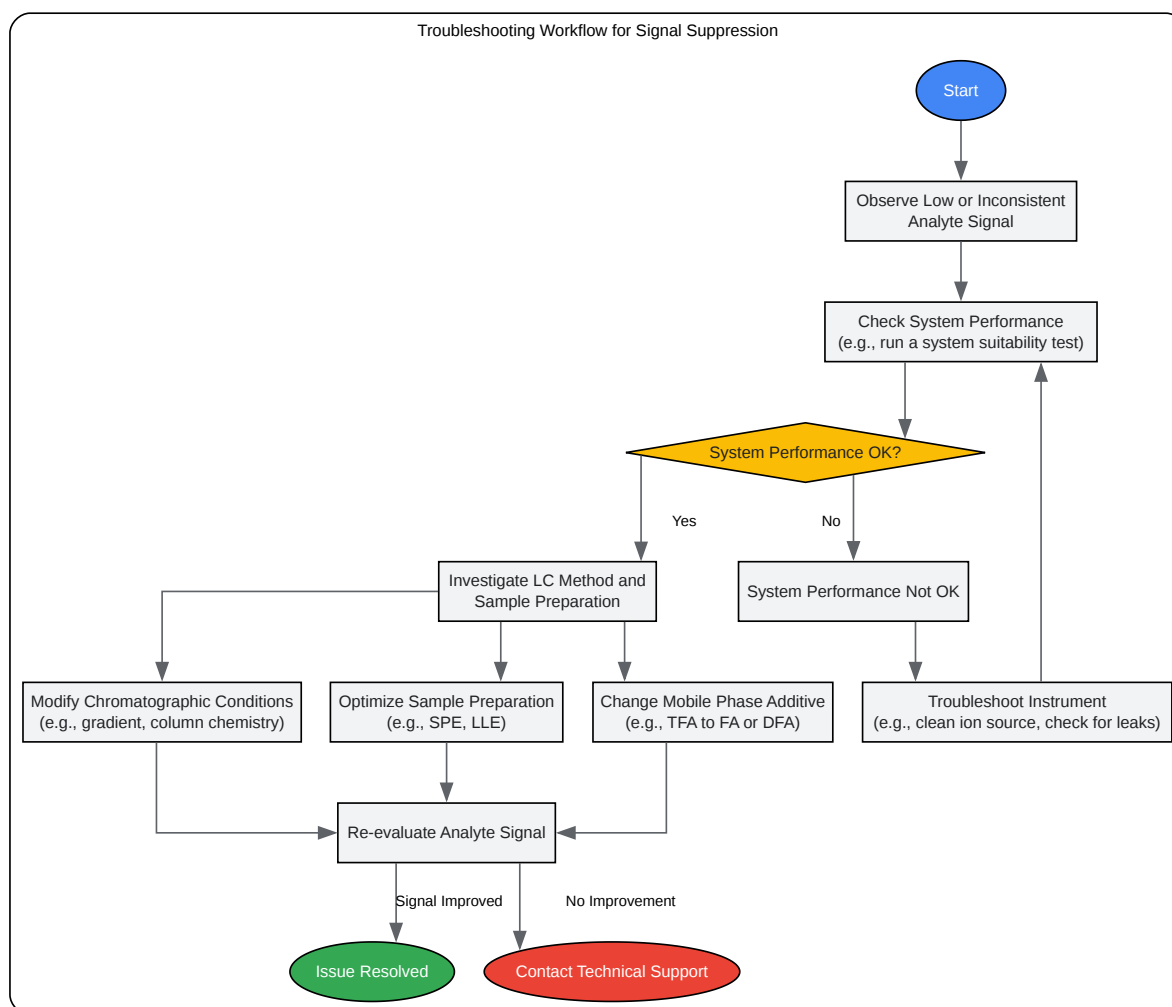 Troubleshooting Workflow for Signal Suppression
Start
Observe Low or Inconsistent
Analyte Signal
Check System Performance
(e.g., run a system suitability test)
System Performance OK?
Yes
No
Investigate LC Method and
Sample Preparation
System Performance Not OK
Modify Chromatographic Conditions
(e.g., gradient, column chemistry)
Optimize Sample Preparation
(e.g., SPE, LLE)
Change Mobile Phase Additive
(e.g., TFA to FA or DFA)
Troubleshoot Instrument
(e.g., clean ion source, check for leaks)
Re-evaluate Analyte Signal
Signal Improved
No Improvement
Issue Resolved
Contact Technical Support